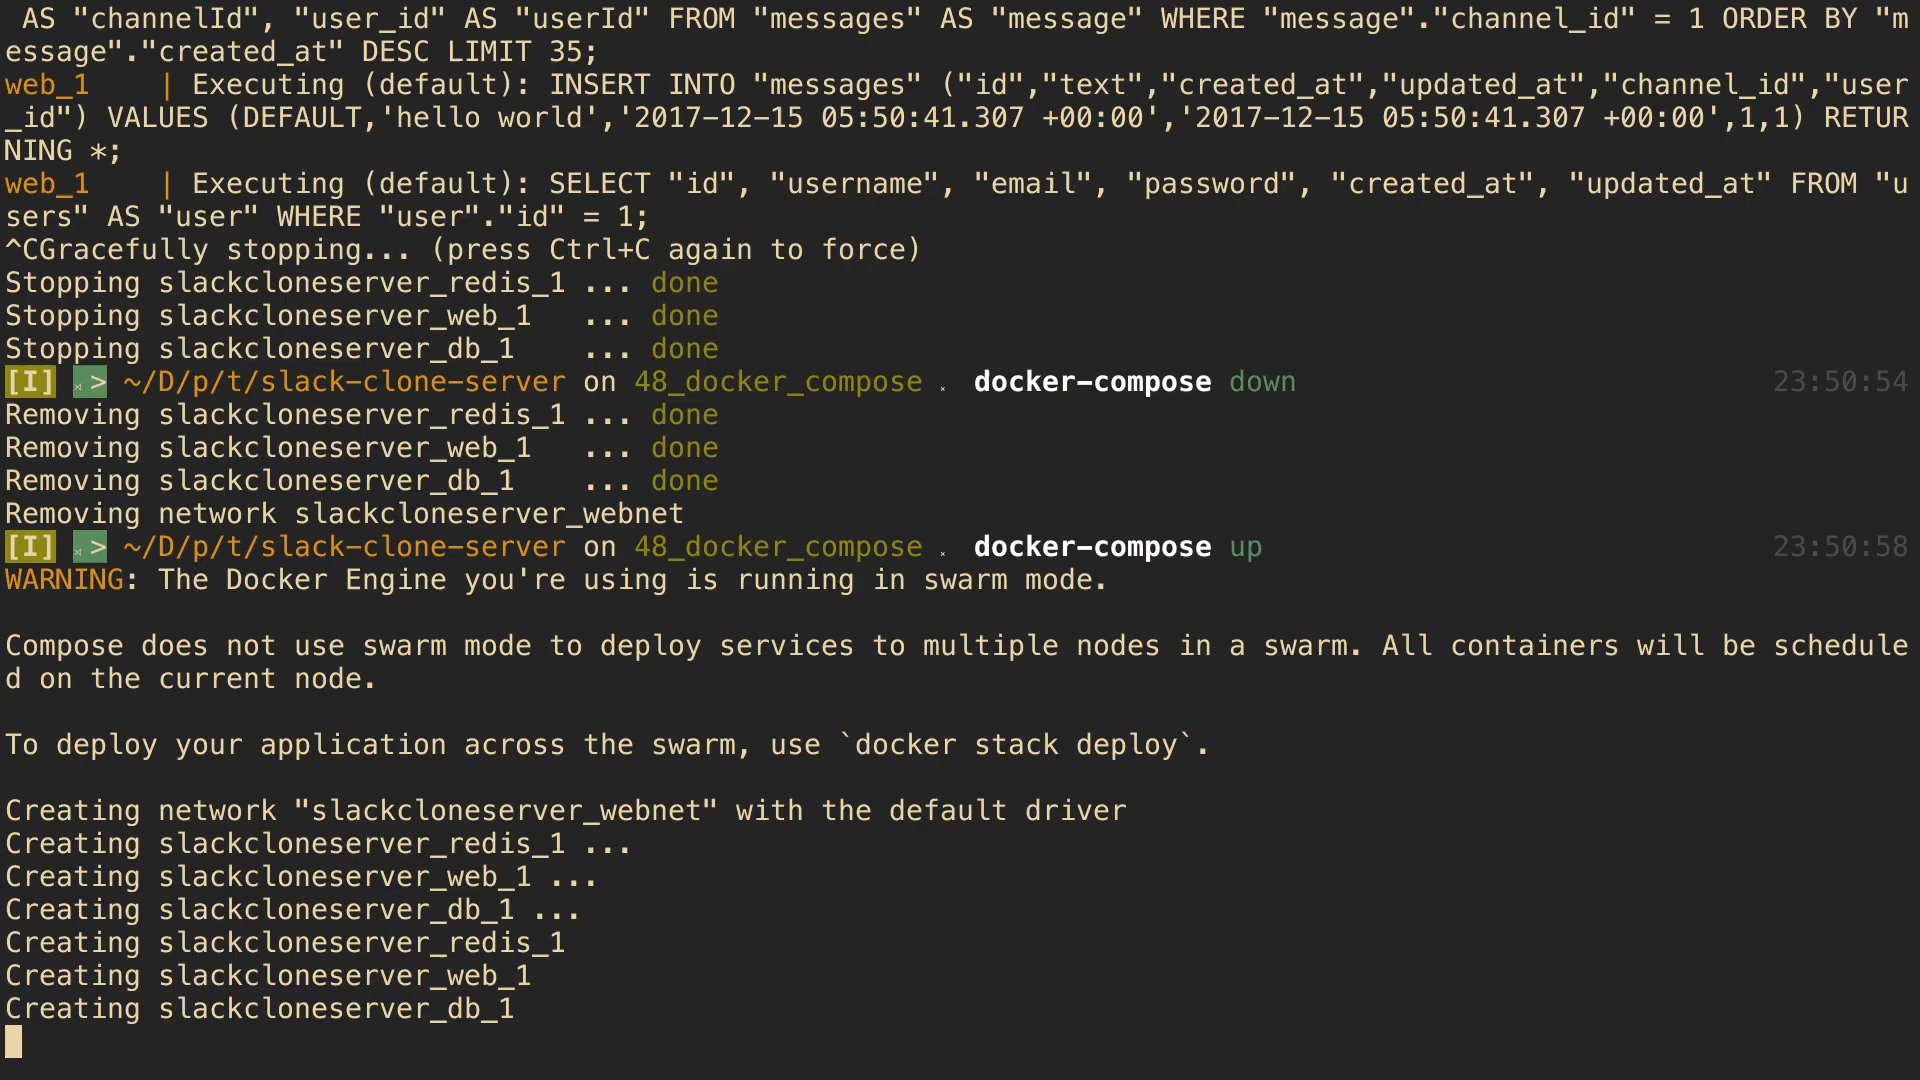 AS "channelId", "user_id" AS "userId" FROM "messages" AS "message" WHERE "message"."channel_id" = 1 ORDER BY "m
essage"."created_at" DESC LIMIT 35;
web_1    | Executing (default): INSERT INTO "messages" ("id","text","created_at","updated_at","channel_id","user
_id") VALUES (DEFAULT,'hello world','2017-12-15 05:50:41.307 +00:00','2017-12-15 05:50:41.307 +00:00',1,1) RETUR
NING *;
web_1    | Executing (default): SELECT "id", "username", "email", "password", "created_at", "updated_at" FROM "u
sers" AS "user" WHERE "user"."id" = 1;
^CGracefully stopping... (press Ctrl+C again to force)
Stopping slackcloneserver_redis_1 ... done
Stopping slackcloneserver_web_1   ... done
Stopping slackcloneserver_db_1    ... done
[I] > ~/D/p/t/slack-clone-server on 48_docker_compose . docker-compose down 23:50:54
Removing slackcloneserver_redis_1 ... done
Removing slackcloneserver_web_1   ... done
Removing slackcloneserver_db_1    ... done
Removing network slackcloneserver_webnet
[I] > ~/D/p/t/slack-clone-server on 48_docker_compose . docker-compose up 23:50:58
WARNING: The Docker Engine you're using is running in swarm mode.
Compose does not use swarm mode to deploy services to multiple nodes in a swarm. All containers will be schedule
d on the current node.
To deploy your application across the swarm, use `docker stack deploy`.
Creating network "slackcloneserver_webnet" with the default driver
Creating slackcloneserver_redis_1 ...
Creating slackcloneserver_web_1 ...
Creating slackcloneserver_db_1 ...
Creating slackcloneserver_redis_1
Creating slackcloneserver_web_1
Creating slackcloneserver_db_1